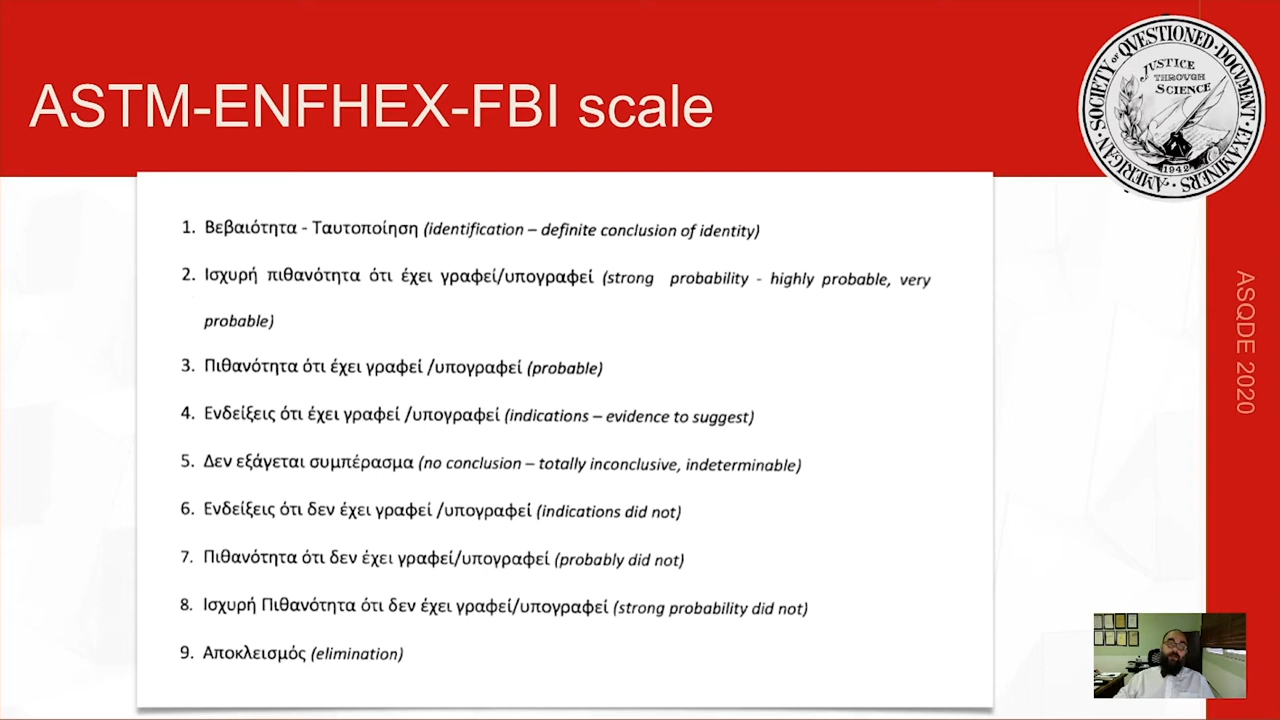 ASTM-ENFHEX-FBI scale
AMERICAN · SOCIETY OF QVESTIONED · DOCVMENT · EXAMINERS
JUSTICE
THROUGH
SCIENCE
1942
1. Βεβαιότητα - Ταυτοποίηση (identification – definite conclusion of identity)
2. Ισχυρή πιθανότητα ότι έχει γραφεί/υπογραφεί (strong probability - highly probable, very
probable)
3. Πιθανότητα ότι έχει γραφεί /υπογραφεί (probable)
4. Ενδείξεις ότι έχει γραφεί /υπογραφεί (indications – evidence to suggest)
5. Δεν εξάγεται συμπέρασμα (no conclusion – totally inconclusive, indeterminable)
6. Ενδείξεις ότι δεν έχει γραφεί /υπογραφεί (indications did not)
7. Πιθανότητα ότι δεν έχει γραφεί/υπογραφεί (probably did not)
8. Ισχυρή Πιθανότητα ότι δεν έχει γραφεί/υπογραφεί (strong probability did not)
9. Αποκλεισμός (elimination)
ASQDE 2020